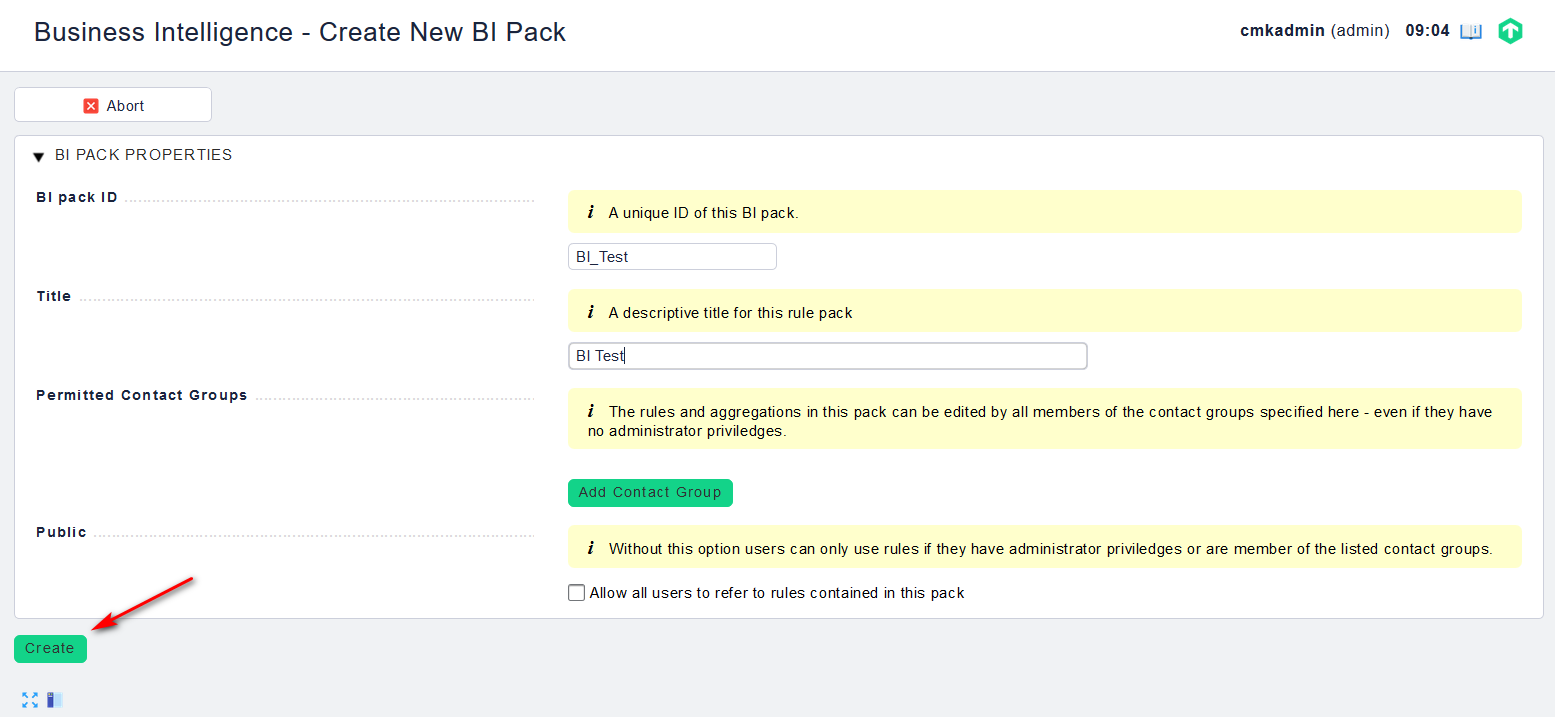 Business Intelligence - Create New BI Pack
cmkadmin (admin) 09:04
Abort
BI PACK PROPERTIES
BI pack ID
i A unique ID of this BI pack.
BI_Test
Title
i A descriptive title for this rule pack
BI Test
Permitted Contact Groups
i The rules and aggregations in this pack can be edited by all members of the contact groups specified here - even if they have
no administrator priviledges.
Add Contact Group
Public
i Without this option users can only use rules if they have administrator priviledges or are member of the listed contact groups.
Allow all users to refer to rules contained in this pack
Create